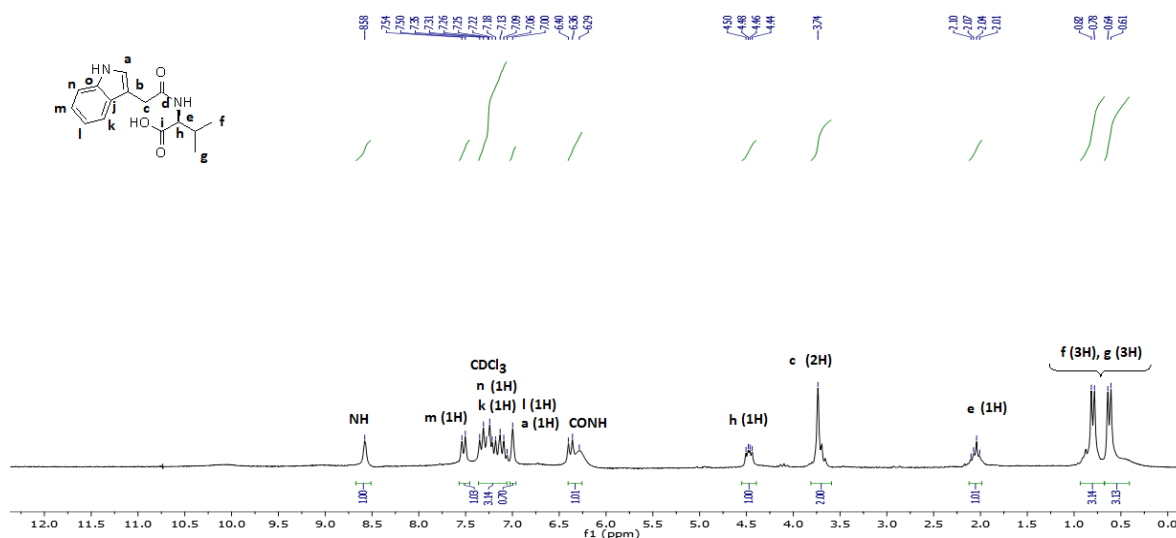 8.58
7.54
7.50
7.35
7.31
7.26
7.25
7.22
7.18
7.13
7.09
7.06
7.00
6.40
6.36
6.29
4.50
4.48
4.46
4.44
3.74
2.10
2.07
2.04
2.01
0.82
0.78
0.64
0.61
HN
a
O
n
o
b
d
NH
m
j
c
e
f
l
k
HO
i
h
O
g
CDCl3
n (1H)
k (1H)
l (1H)
a (1H)
NH
m (1H)
CONH
h (1H)
c (2H)
e (1H)
f (3H), g (3H)
1.00
1.03
3.14
0.70
1.01
1.00
2.00
1.01
3.14
3.13
12.0 11.5 11.0 10.5 10.0 9.5 9.0 8.5 8.0 7.5 7.0 6.5 6.0 5.5 5.0 4.5 4.0 3.5 3.0 2.5 2.0 1.5 1.0 0.5 0.0
f1 (ppm)